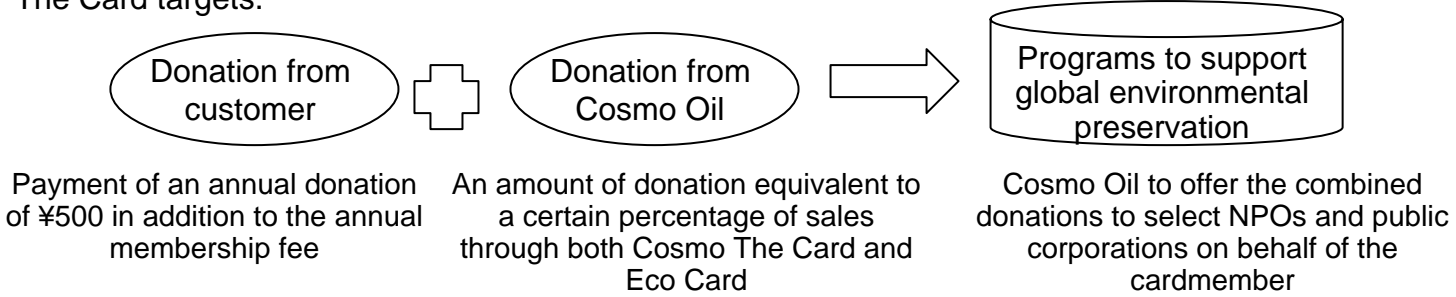 The Card targets.
Donation from
customer
Donation from
Cosmo Oil
Programs to support
global environmental
preservation
Payment of an annual donation
of ¥500 in addition to the annual
membership fee
An amount of donation equivalent to
a certain percentage of sales
through both Cosmo The Card and
Eco Card
Cosmo Oil to offer the combined
donations to select NPOs and public
corporations on behalf of the
cardmember